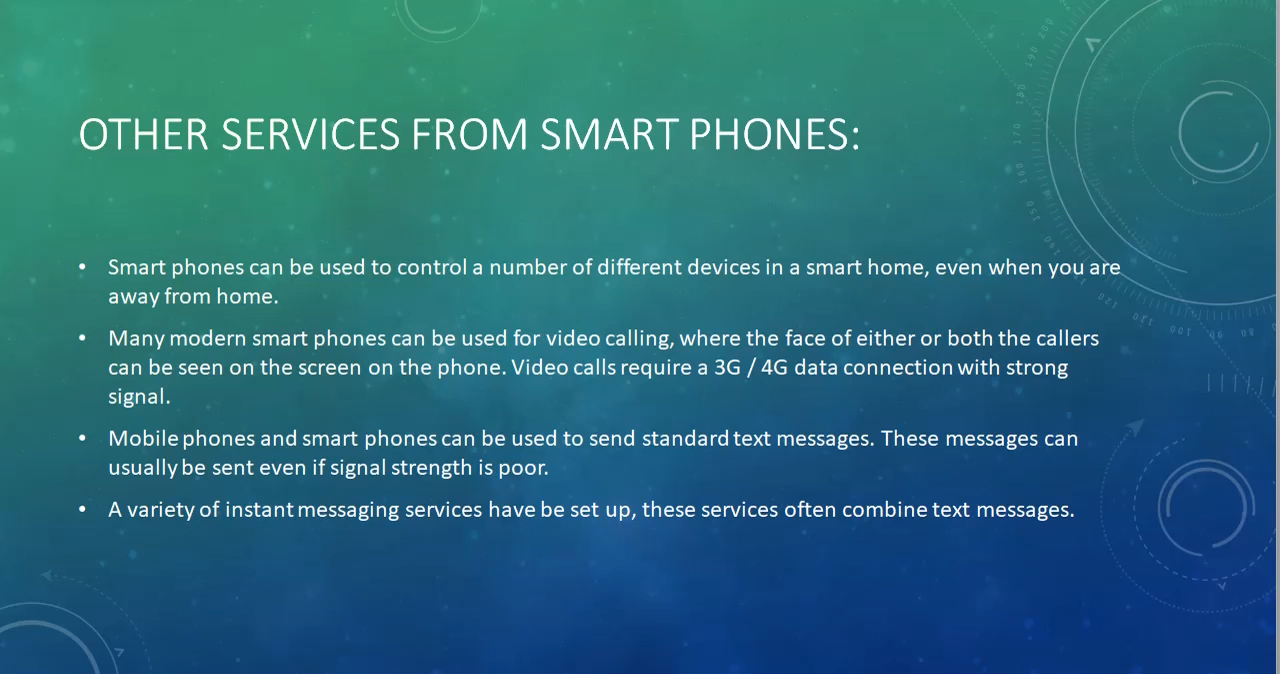 OTHER SERVICES FROM SMART PHONES:
• Smart phones can be used to control a number of different devices in a smart home, even when you are
away from home.
• Many modern smart phones can be used for video calling, where the face of either or both the callers
can be seen on the screen on the phone. Video calls require a 3G / 4G data connection with strong
signal.
• Mobile phones and smart phones can be used to send standard text messages. These messages can
usually be sent even if signal strength is poor.
• A variety of instant messaging services have be set up, these services often combine text messages.